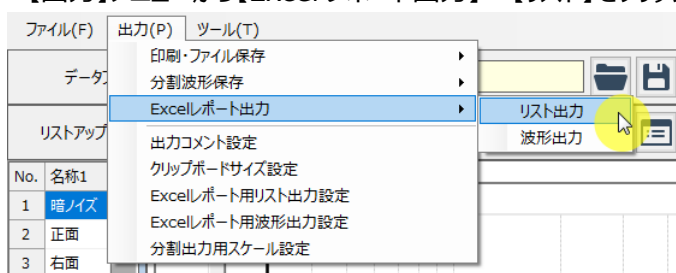 ファイル(F) 出力(P) ツール(T)
印刷・ファイル保存
分割波形保存
Excelレポート出力
リスト出力
波形出力
出力コメント設定
クリップボードサイズ設定
Excelレポート用リスト出力設定
Excelレポート用波形出力設定
分割出力用スケール設定
データ
リストアップ
No. 名称1
1 暗ノイズ
2 正面
3 右面